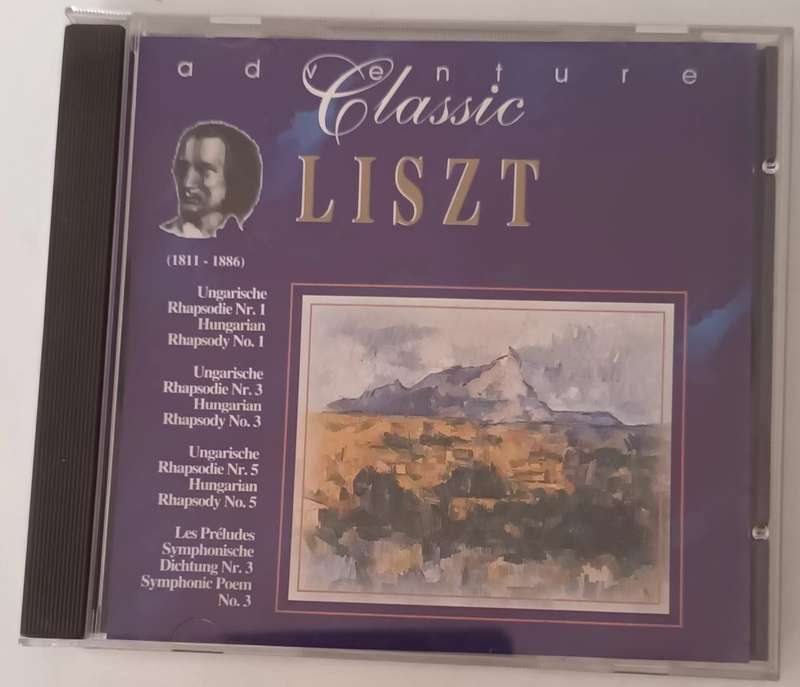 adventure
Classic
LISZT
(1811 - 1886)
Ungarische
Rhapsodie Nr. 1
Hungarian
Rhapsody No. 1
Ungarische
Rhapsodie Nr. 3
Hungarian
Rhapsody No. 3
Ungarische
Rhapsodie Nr. 5
Hungarian
Rhapsody No. 5
Les Préludes
Symphonische
Dichtung Nr. 3
Symphonic Poem
No. 3